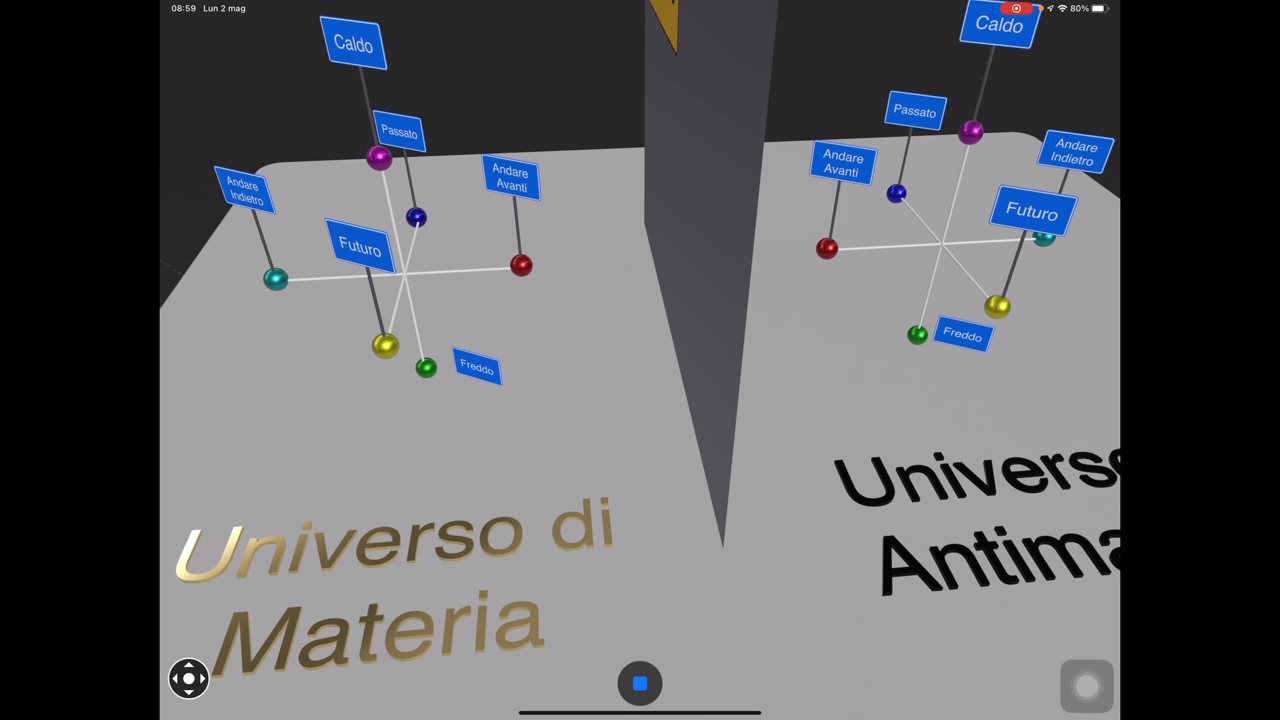 08:59 Lun 2 mag
80%
Caldo
Passato
Andare
Indietro
Andare
Avanti
Futuro
Freddo
Caldo
Passato
Andare
Avanti
Andare
Indietro
Futuro
Freddo
Universo di
Materia
Universo
Antima